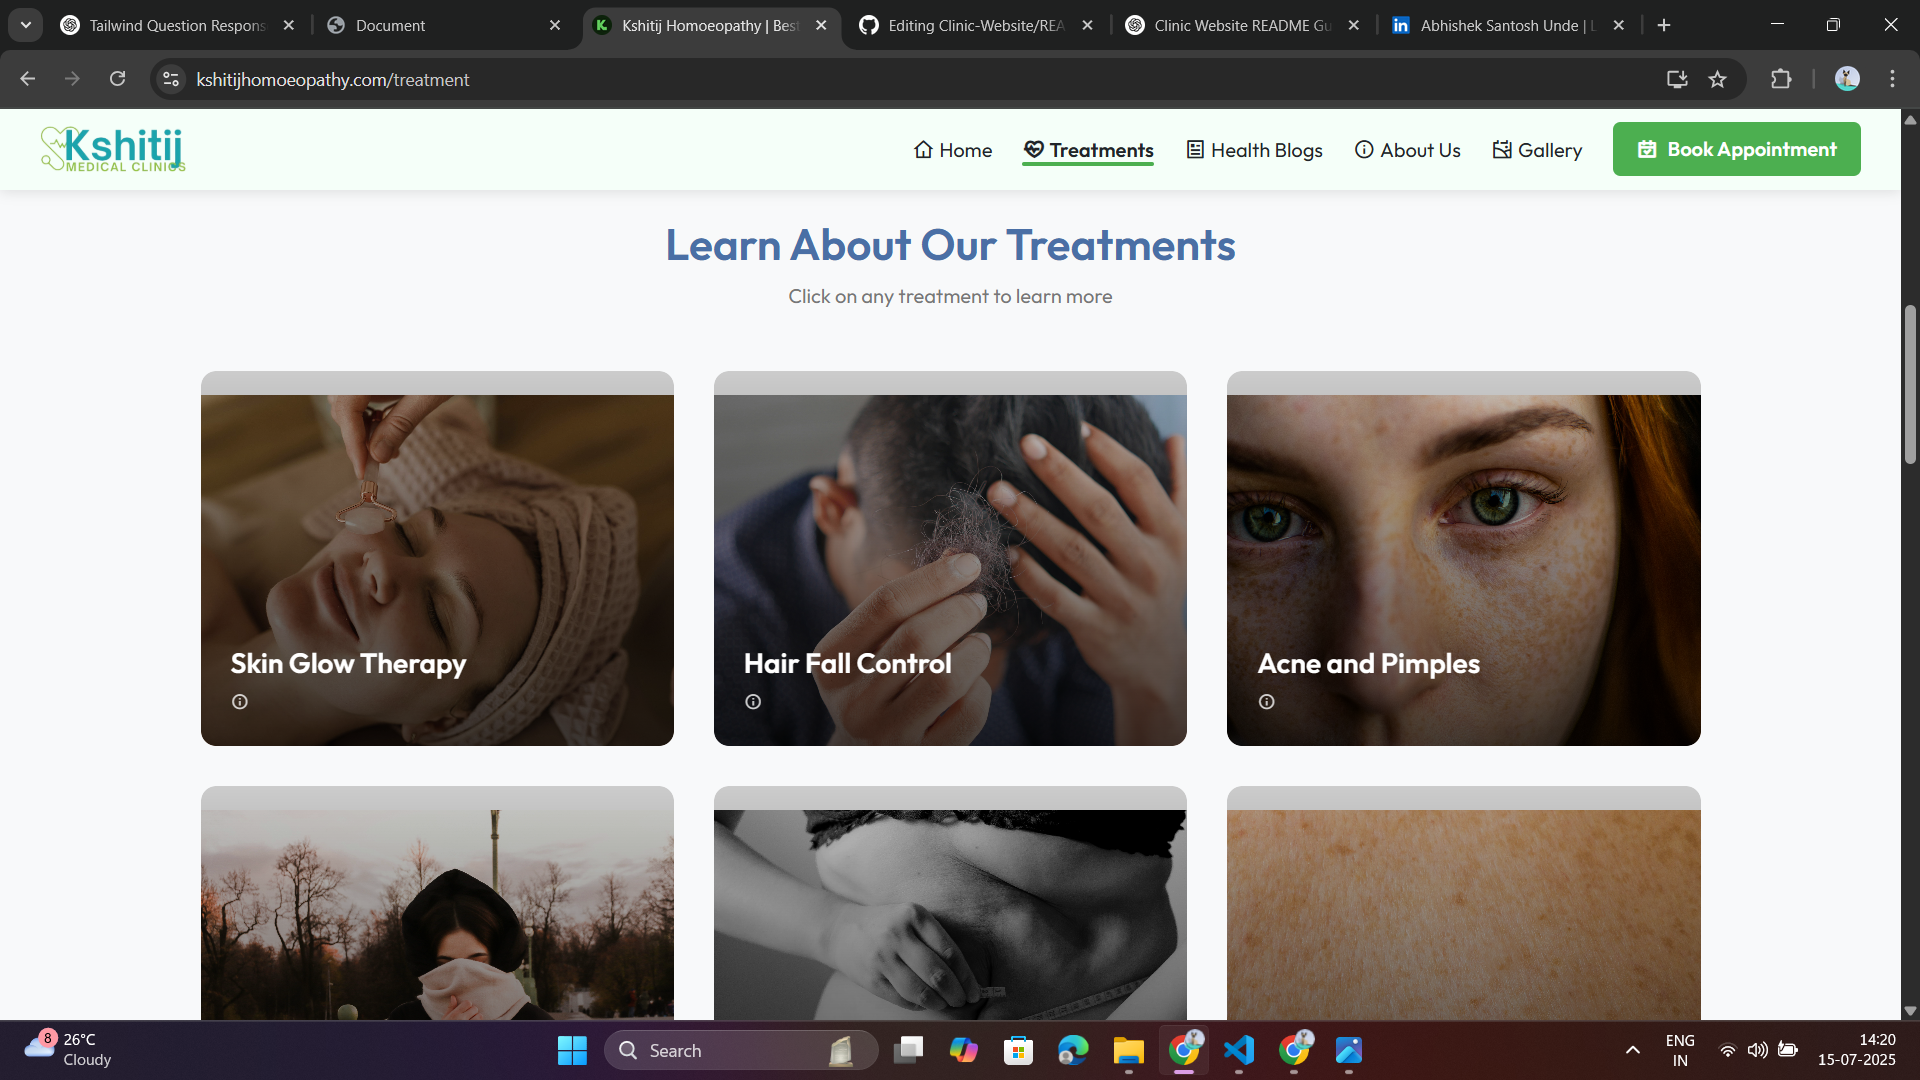 Tailwind Question Respons
Document
Kshitij Homoeopathy | Best
Editing Clinic-Website/REA
Clinic Website README Gu
Abhishek Santosh Unde | L
kshitijhomoeopathy.com/treatment
Kshitij
MEDICAL CLINICS
Home
Treatments
Health Blogs
About Us
Gallery
Book Appointment
Learn About Our Treatments
Click on any treatment to learn more
Skin Glow Therapy
Hair Fall Control
Acne and Pimples
8
26°C
Cloudy
Search
ENG
IN
14:20
15-07-2025